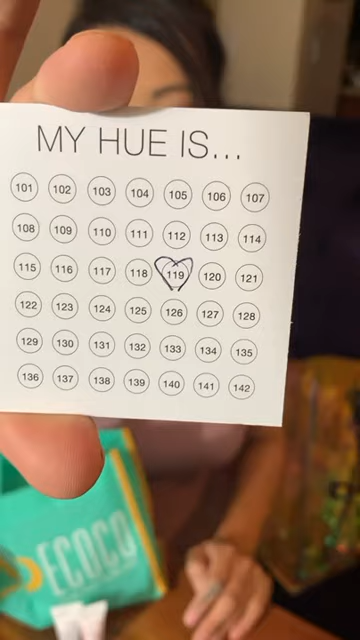 MY HUE IS...
101 102 103 104 105 106 107
108 109 110 111 112 113 114
115 116 117 118 119 120 121
122 123 124 125 126 127 128
129 130 131 132 133 134 135
136 137 138 139 140 141 142
ECOCO